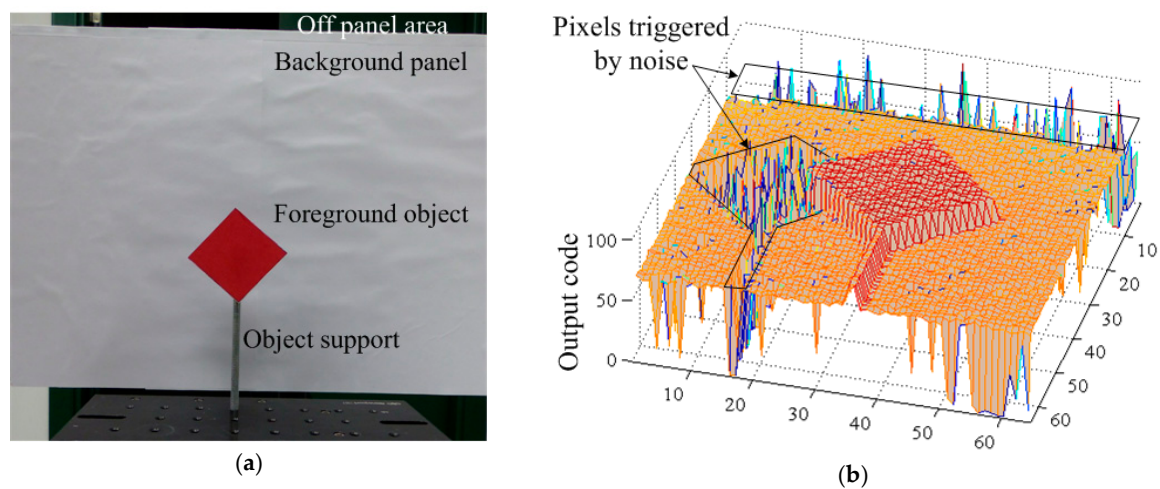 Off panel area
Background panel
Foreground object
Object support
(a)
Pixels triggered
by noise
Output code
100
50
0
10
20
30
40
50
60
10
20
30
40
50
60
(b)